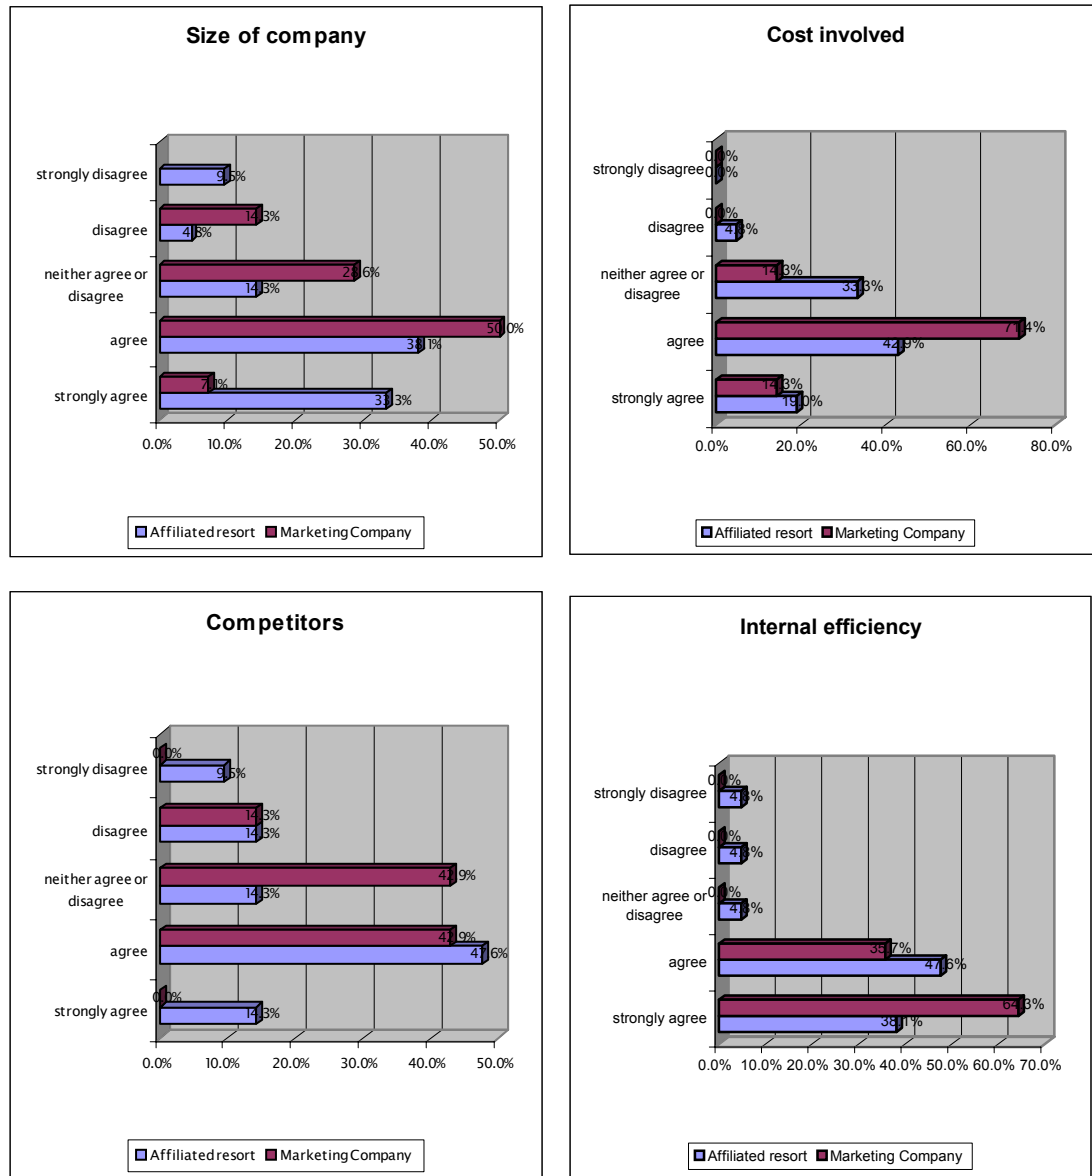 Size of company
strongly disagree
9.5%
14.3%
disagree
4.8%
neither agree or
disagree
28.6%
14.3%
agree
50.0%
38.1%
strongly agree
7.1%
33.3%
0.0% 10.0% 20.0% 30.0% 40.0% 50.0%
Affiliated resort Marketing Company
Cost involved
strongly disagree
0.0%
0.0%
disagree
0.0%
4.8%
neither agree or
disagree
14.3%
33.3%
agree
71.4%
42.9%
strongly agree
14.3%
19.0%
0.0% 20.0% 40.0% 60.0% 80.0%
Affiliated resort Marketing Company
Competitors
strongly disagree
0.0%
9.5%
disagree
14.3%
14.3%
neither agree or
disagree
42.9%
14.3%
agree
42.9%
47.6%
strongly agree
0.0%
14.3%
0.0% 10.0% 20.0% 30.0% 40.0% 50.0%
Affiliated resort Marketing Company
Internal efficiency
strongly disagree
0.0%
4.8%
disagree
0.0%
4.8%
neither agree or
disagree
0.0%
4.8%
agree
35.7%
47.6%
strongly agree
64.3%
38.1%
0.0% 10.0% 20.0% 30.0% 40.0% 50.0% 60.0% 70.0%
Affiliated resort Marketing Company